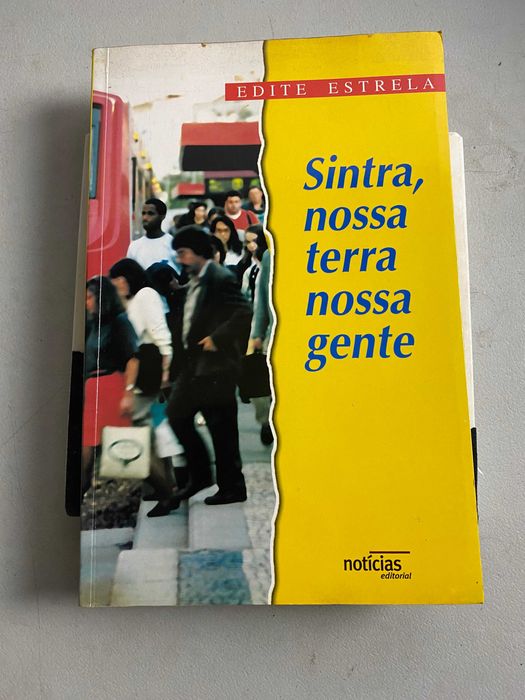 EDITE ESTRELA
Sintra,
nossa
terra
nossa
gente
notícias
editorial